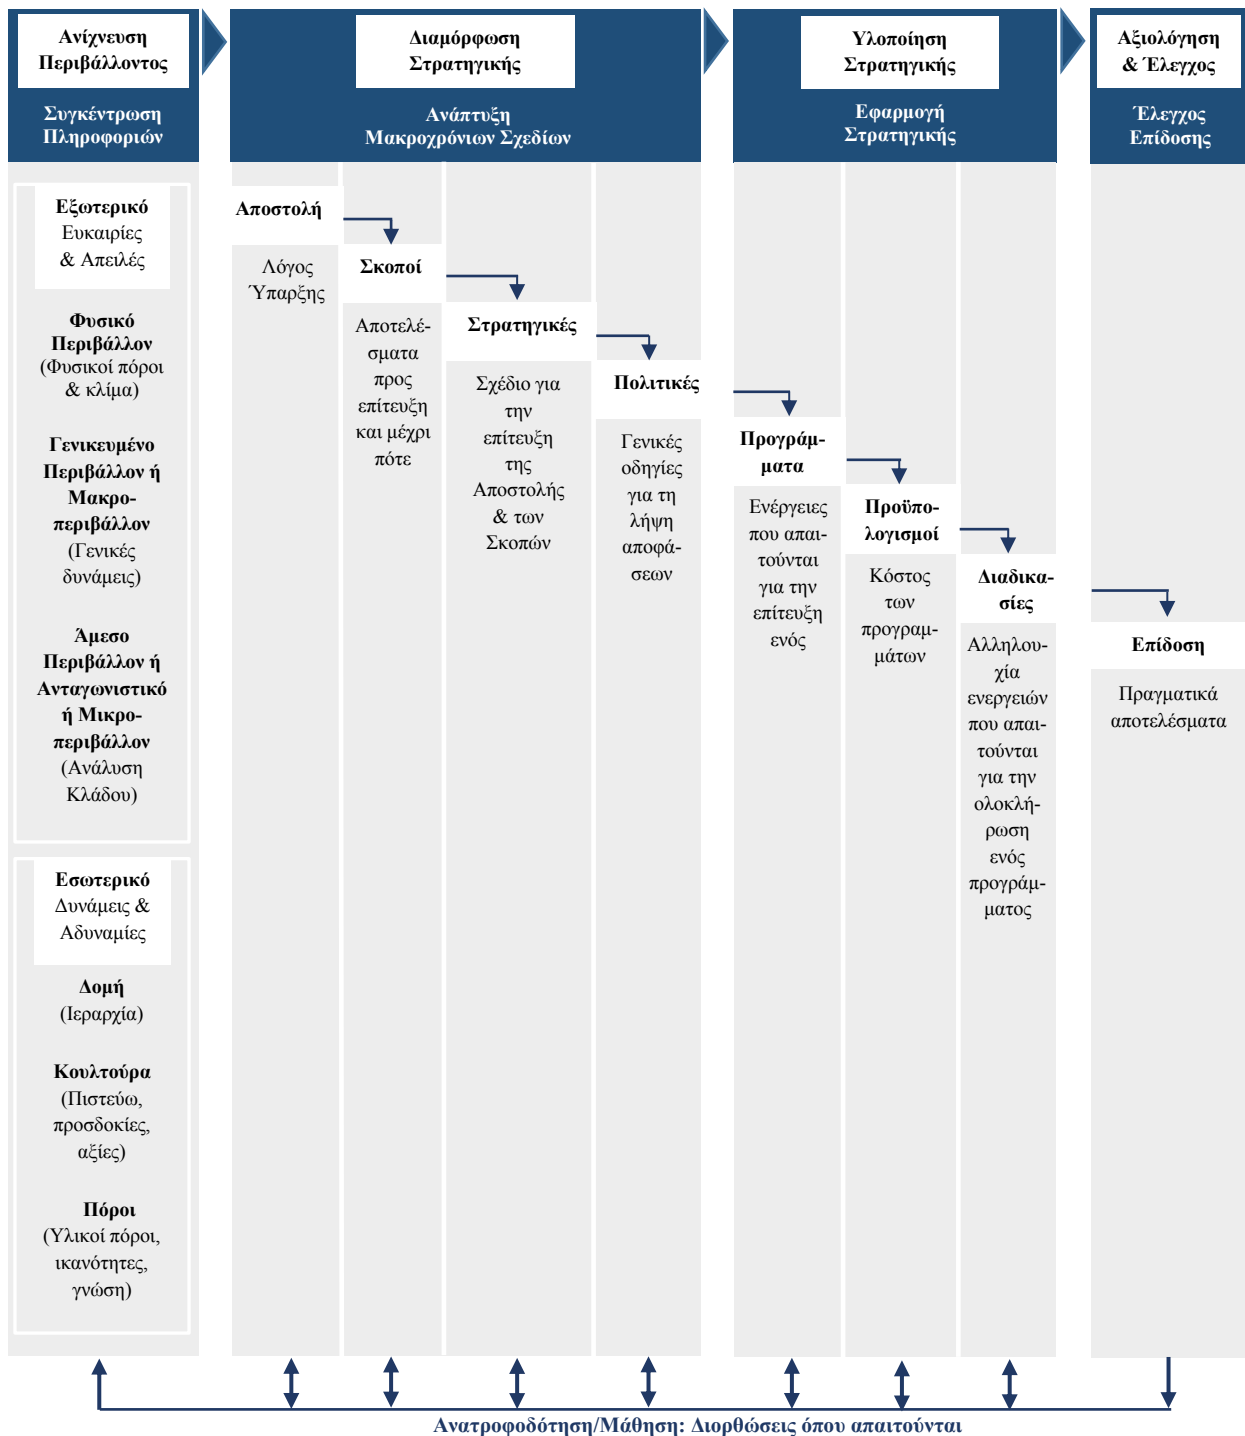 Ανίχνευση
Περιβάλλοντος
Συγκέντρωση
Πληροφοριών
Διαμόρφωση
Στρατηγικής
Ανάπτυξη
Μακροχρόνιων Σχεδίων
Υλοποίηση
Στρατηγικής
Εφαρμογή
Στρατηγικής
Αξιολόγηση
& Έλεγχος
Έλεγχος
Επίδοσης
Εξωτερικό
Ευκαιρίες
& Απειλές
Φυσικό
Περιβάλλον
(Φυσικοί πόροι
& κλίμα)
Γενικευμένο
Περιβάλλον ή
Μακρο-
περιβάλλον
(Γενικές
δυνάμεις)
Άμεσο
Περιβάλλον ή
Ανταγωνιστικό
ή Μικρο-
περιβάλλον
(Ανάλυση
Κλάδου)
Εσωτερικό
Δυνάμεις &
Αδυναμίες
Δομή
(Ιεραρχία)
Κουλτούρα
(Πιστεύω,
προσδοκίες,
αξίες)
Πόροι
(Υλικοί πόροι,
ικανότητες,
γνώση)
Αποστολή
Λόγος
Ύπαρξης
Σκοποί
Αποτελέ-
σματα
προς
επίτευξη
και μέχρι
πότε
Στρατηγικές
Σχέδιο για
την
επίτευξη
της
Αποστολής
& των
Σκοπών
Πολιτικές
Γενικές
οδηγίες
για τη
λήψη
αποφά-
σεων
Προγράμ-
ματα
Ενέργειες
που απαι-
τούνται
για την
επίτευξη
ενός
Προϋπο-
λογισμοί
Κόστος
των
προγραμ-
μάτων
Διαδικα-
σίες
Αλληλου-
χία
ενεργειών
που απαι-
τούνται
για την
ολοκλή-
ρωση
ενός
προγράμ-
ματος
Επίδοση
Πραγματικά
αποτελέσματα
Ανατροφοδότηση/Μάθηση: Διορθώσεις όπου απαιτούνται